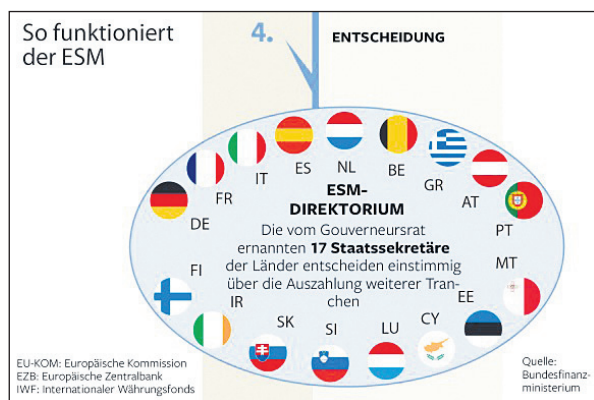 So funktioniert
der ESM
4.
ENTSCHEIDUNG
DE
FR
IT
ES
NL
BE
GR
AT
PT
MT
EE
CY
LU
SI
SK
IR
FI
ESM-
DIREKTORIUM
Die vom Gouverneursrat
ernannten 17 Staatssekretäre
der Länder entscheiden einstimmig
über die Auszahlung weiterer Tran-
chen
EU-KOM: Europäische Kommission
EZB: Europäische Zentralbank
IWF: Internationaler Währungsfonds
Quelle:
Bundesfinanz-
ministerium